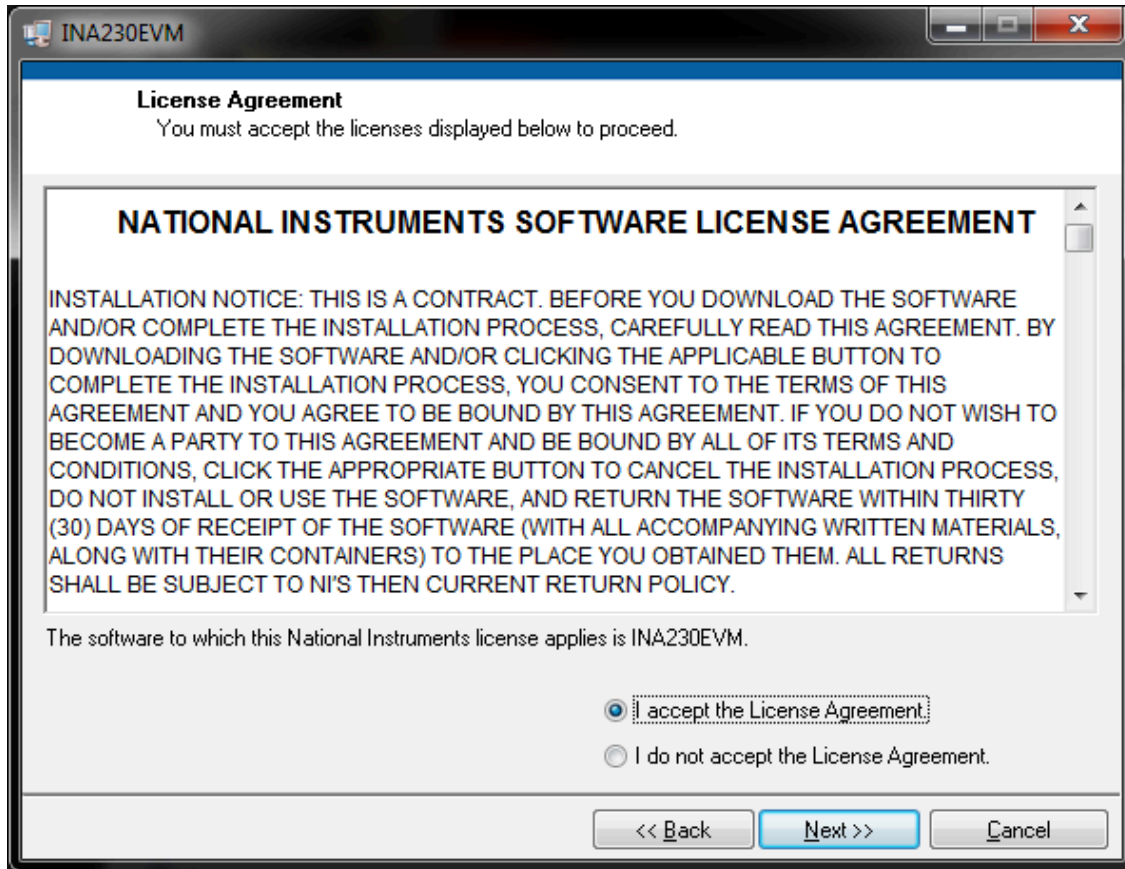 INA230EVM
License Agreement
You must accept the licenses displayed below to proceed.
NATIONAL INSTRUMENTS SOFTWARE LICENSE AGREEMENT
INSTALLATION NOTICE: THIS IS A CONTRACT. BEFORE YOU DOWNLOAD THE SOFTWARE
AND/OR COMPLETE THE INSTALLATION PROCESS, CAREFULLY READ THIS AGREEMENT. BY
DOWNLOADING THE SOFTWARE AND/OR CLICKING THE APPLICABLE BUTTON TO
COMPLETE THE INSTALLATION PROCESS, YOU CONSENT TO THE TERMS OF THIS
AGREEMENT AND YOU AGREE TO BE BOUND BY THIS AGREEMENT. IF YOU DO NOT WISH TO
BECOME A PARTY TO THIS AGREEMENT AND BE BOUND BY ALL OF ITS TERMS AND
CONDITIONS, CLICK THE APPROPRIATE BUTTON TO CANCEL THE INSTALLATION PROCESS,
DO NOT INSTALL OR USE THE SOFTWARE, AND RETURN THE SOFTWARE WITHIN THIRTY
(30) DAYS OF RECEIPT OF THE SOFTWARE (WITH ALL ACCOMPANYING WRITTEN MATERIALS,
ALONG WITH THEIR CONTAINERS) TO THE PLACE YOU OBTAINED THEM. ALL RETURNS
SHALL BE SUBJECT TO NI'S THEN CURRENT RETURN POLICY.
The software to which this National Instruments license applies is INA230EVM.
I accept the License Agreement.
I do not accept the License Agreement.
<< Back Next >> Cancel